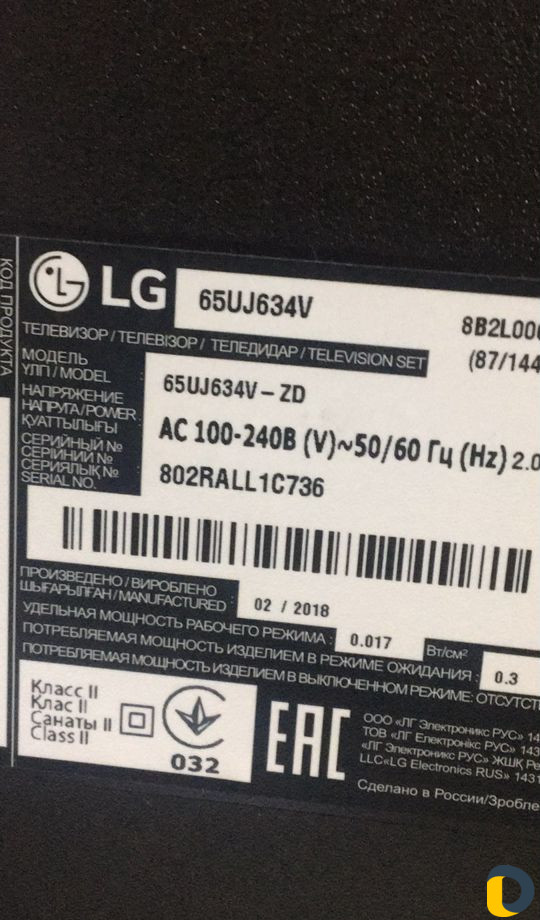 КОД ПРОДУКТА
LG 65UJ634V
8B2L00
ТЕЛЕВИЗОР / ТЕЛЕВІЗОР / ТЕЛЕДИДАР / TELEVISION SET
(87/144
МОДЕЛЬ
ҮЛГІ / MODEL
65UJ634V – ZD
НАПРЯЖЕНИЕ
НАПРУГА/POWER
ҚУАТТЫЛЫҒЫ
AC 100-240В (V)~50/60 Гц (Hz) 2.0
СЕРИЙНЫЙ №
СЕРІЙНИЙ №
СЕРИЯЛЫҚ №
SERIAL NO.
802RALL1C736
ПРОИЗВЕДЕНО / ВИРОБЛЕНО
ШЫҒАРЫЛҒАН / MANUFACTURED
02 / 2018
УДЕЛЬНАЯ МОЩНОСТЬ РАБОЧЕГО РЕЖИМА : 0.017 Вт/см²
ПОТРЕБЛЯЕМАЯ МОЩНОСТЬ ИЗДЕЛИЕМ В РЕЖИМЕ ОЖИДАНИЯ : 0.3
ПОТРЕБЛЯЕМАЯ МОЩНОСТЬ ИЗДЕЛИЕМ В ВЫКЛЮЧЕННОМ РЕЖИМЕ: ОТСУТСТ
Класс II
Клас II
Санаты II
Class II
032
EAC
ООО «ЛГ Электроникс РУС» 14
ТОВ «ЛГ Електронікс РУС» 143
«ЛГ Электроникс РУС» ЖШҚ Ре
LLC«LG Electronics RUS» 1431
Сделано в России/Зробле